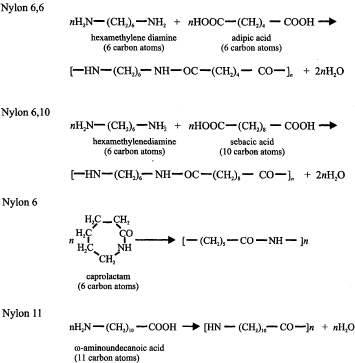 Nylon 6,6
nH₂N—(CH₂)₆—NH₂ + nHOOC—(CH₂)₄—COOH
hexamethylene diamine adipic acid
(6 carbon atoms) (6 carbon atoms)
[—HN—(CH₂)₆—NH—OC—(CH₂)₄—CO—]ₙ + 2nH₂O
Nylon 6,10
nH₂N—(CH₂)₆—NH₂ + nHOOC—(CH₂)₈—COOH
hexamethylenediamine sebacic acid
(6 carbon atoms) (10 carbon atoms)
[—HN—(CH₂)₆—NH—OC—(CH₂)₈—CO—]ₙ + 2nH₂O
Nylon 6
H₂C—CH₂
H₂C CO
n [—(CH₂)₅—CO—NH—]n
H₂C NH
CH₂
caprolactam
(6 carbon atoms)
Nylon 11
nH₂N—(CH₂)₁₀—COOH [HN—(CH₂)₁₀—CO—]n + nH₂O
ω-aminoundecanoic acid
(11 carbon atoms)